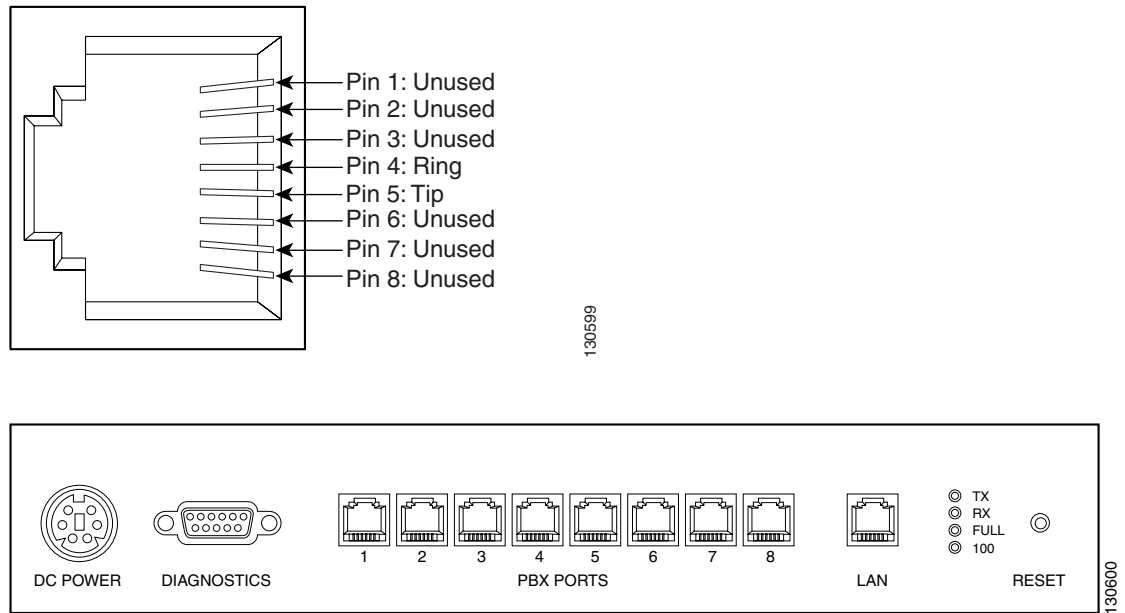 Pin 1: Unused
Pin 2: Unused
Pin 3: Unused
Pin 4: Ring
Pin 5: Tip
Pin 6: Unused
Pin 7: Unused
Pin 8: Unused
130599
TX
RX
FULL
100
1 2 3 4 5 6 7 8
DC POWER DIAGNOSTICS PBX PORTS LAN RESET
130600